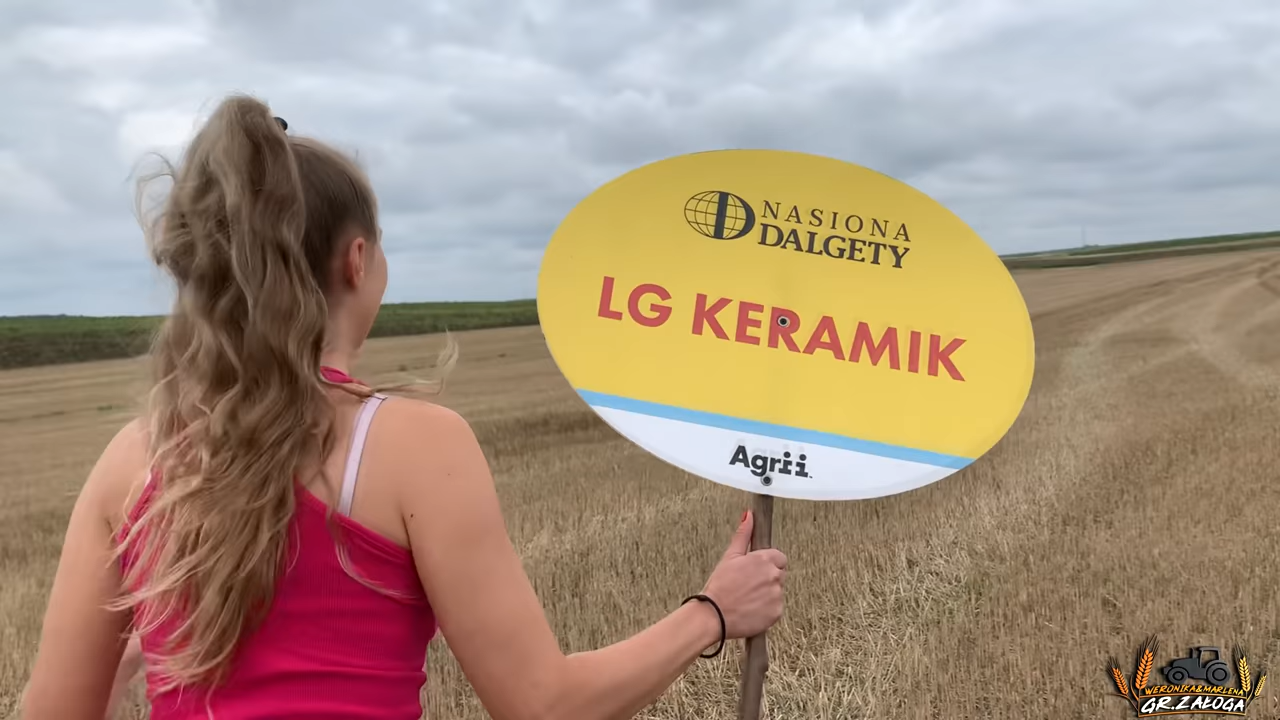 NASIONA
DALGETY
LG KERAMIK
Agrii
WERONIKA&MARLENA
GR.ZAŁOGA